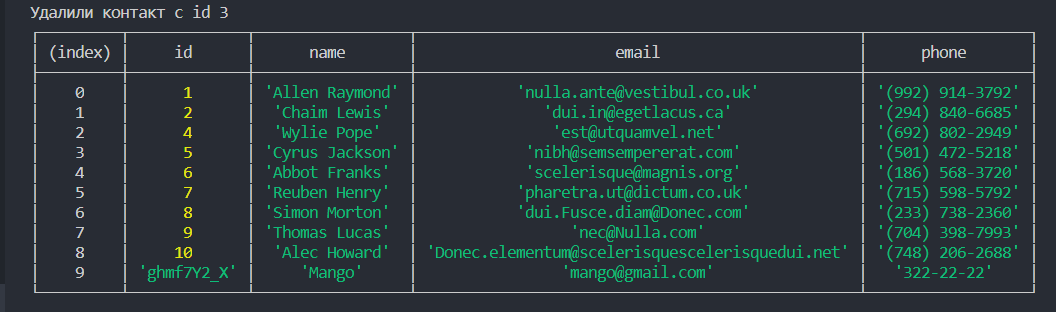 Удалили контакт с id 3
(index) id name email phone
0 1 'Allen Raymond' 'nulla.ante@vestibul.co.uk' '(992) 914-3792'
1 2 'Chaim Lewis' 'dui.in@egetlacus.ca' '(294) 840-6685'
2 4 'Wylie Pope' 'est@utquamvel.net' '(692) 802-2949'
3 5 'Cyrus Jackson' 'nibh@semsempererat.com' '(501) 472-5218'
4 6 'Abbot Franks' 'scelerisque@magnis.org' '(186) 568-3720'
5 7 'Reuben Henry' 'pharetra.ut@dictum.co.uk' '(715) 598-5792'
6 8 'Simon Morton' 'dui.Fusce.diam@Donec.com' '(233) 738-2360'
7 9 'Thomas Lucas' 'nec@Nulla.com' '(704) 398-7993'
8 10 'Alec Howard' 'Donec.elementum@scelerisquescelerisquedui.net' '(748) 206-2688'
9 'ghmf7Y2_X' 'Mango' 'mango@gmail.com' '322-22-22'